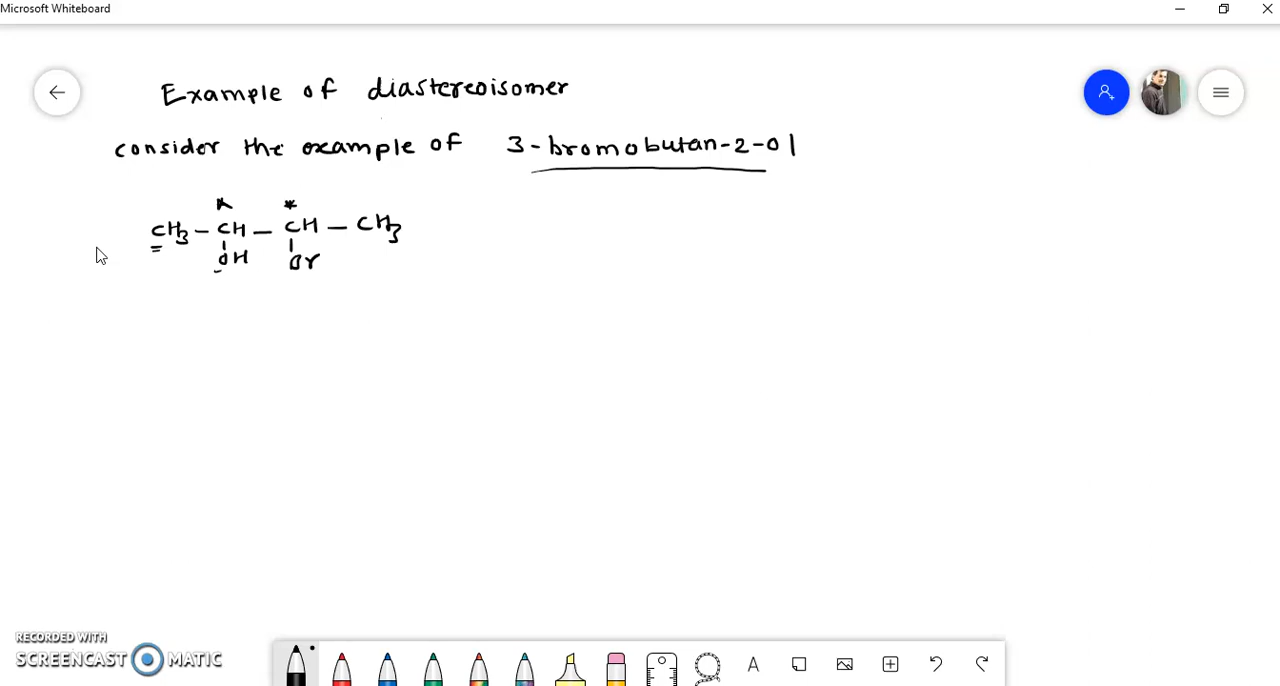 Microsoft Whiteboard
Example of diastereoisomer
consider the example of 3-bromobutan-2-ol
* *
CH3 - CH - CH - CH3
OH Br
RECORDED WITH
SCREENCAST MATIC
A